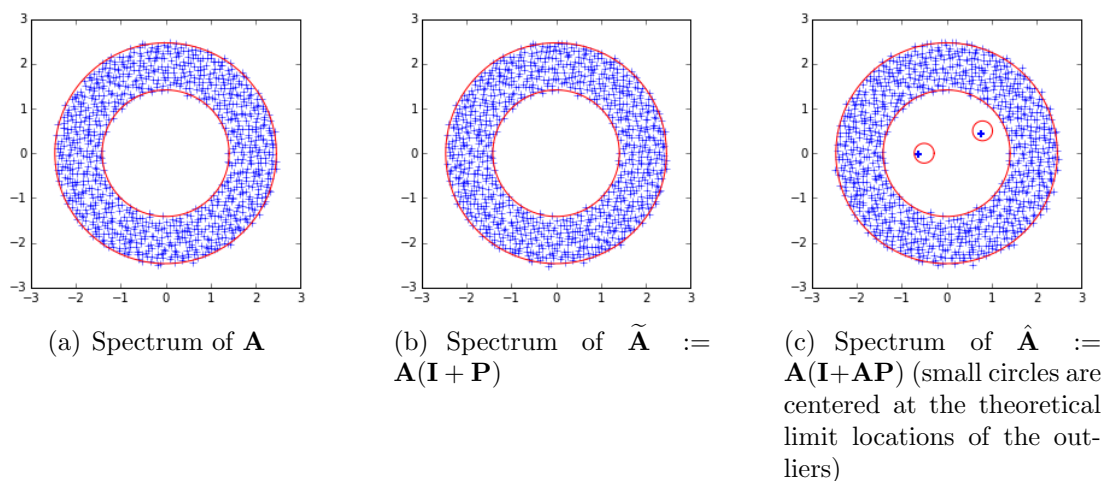 3
2
1
0
−1
−2
−3
−3 −2 −1 0 1 2 3
(a) Spectrum of A
3
2
1
0
−1
−2
−3
−3 −2 −1 0 1 2 3
(b) Spectrum of Ã :=
A(I + P)
3
2
1
0
−1
−2
−3
−3 −2 −1 0 1 2 3
(c) Spectrum of Â :=
A(I+AP) (small circles are
centered at the theoretical
limit locations of the out-
liers)